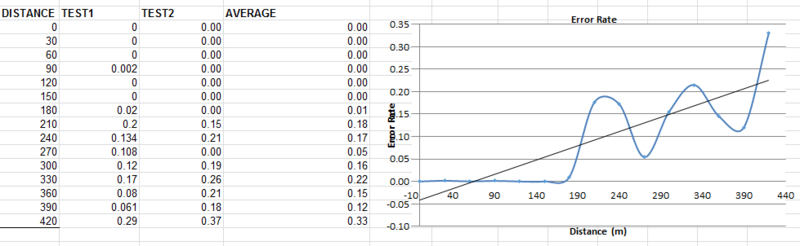 DISTANCE TEST1 TEST2 AVERAGE
0 0 0.00 0.00
30 0 0.00 0.00
60 0 0.00 0.00
90 0.002 0.00 0.00
120 0 0.00 0.00
150 0 0.00 0.00
180 0.02 0.00 0.01
210 0.2 0.15 0.18
240 0.134 0.21 0.17
270 0.108 0.00 0.05
300 0.12 0.19 0.16
330 0.17 0.26 0.22
360 0.08 0.21 0.15
390 0.061 0.18 0.12
420 0.29 0.37 0.33
Error Rate
0.35
0.30
0.25
0.20
0.15
0.10
0.05
0.00
-0.05
-0.10
Error Rate
-10 40 90 140 190 240 290 340 390 440
Distance (m)